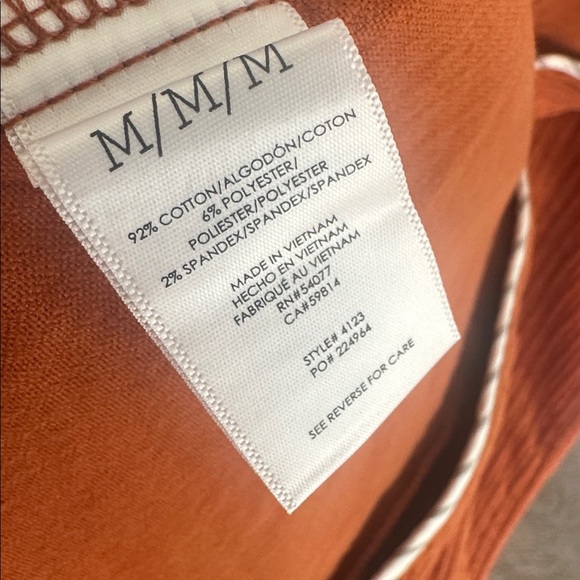 M/M/M
92% COTTON/ALGODÓN/COTON
6% POLYESTER/
POLIESTER/POLYESTER
2% SPANDEX/SPANDEX/SPANDEX
MADE IN VIETNAM
HECHO EN VIETNAM
FABRIQUÉ AU VIETNAM
RN#54077
CA#59814
STYLE# 4123
PO# 224964
SEE REVERSE FOR CARE